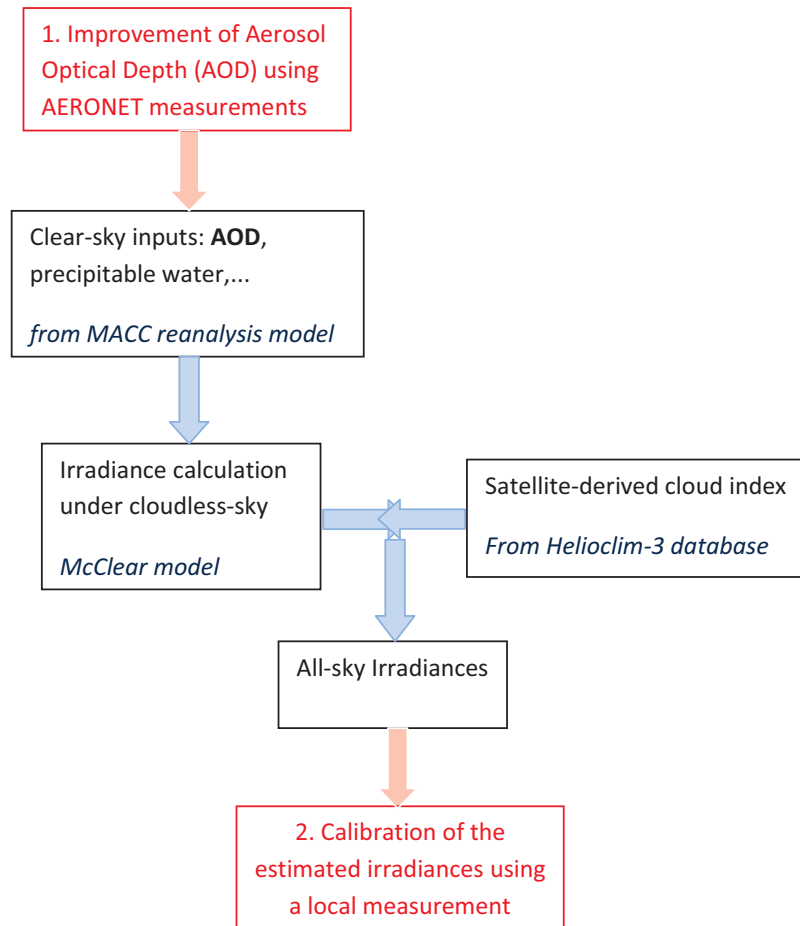 1. Improvement of Aerosol
Optical Depth (AOD) using
AERONET measurements
Clear-sky inputs: AOD,
precipitable water,...
from MACC reanalysis model
Irradiance calculation
under cloudless-sky
McClear model
Satellite-derived cloud index
From Helioclim-3 database
All-sky Irradiances
2. Calibration of the
estimated irradiances using
a local measurement